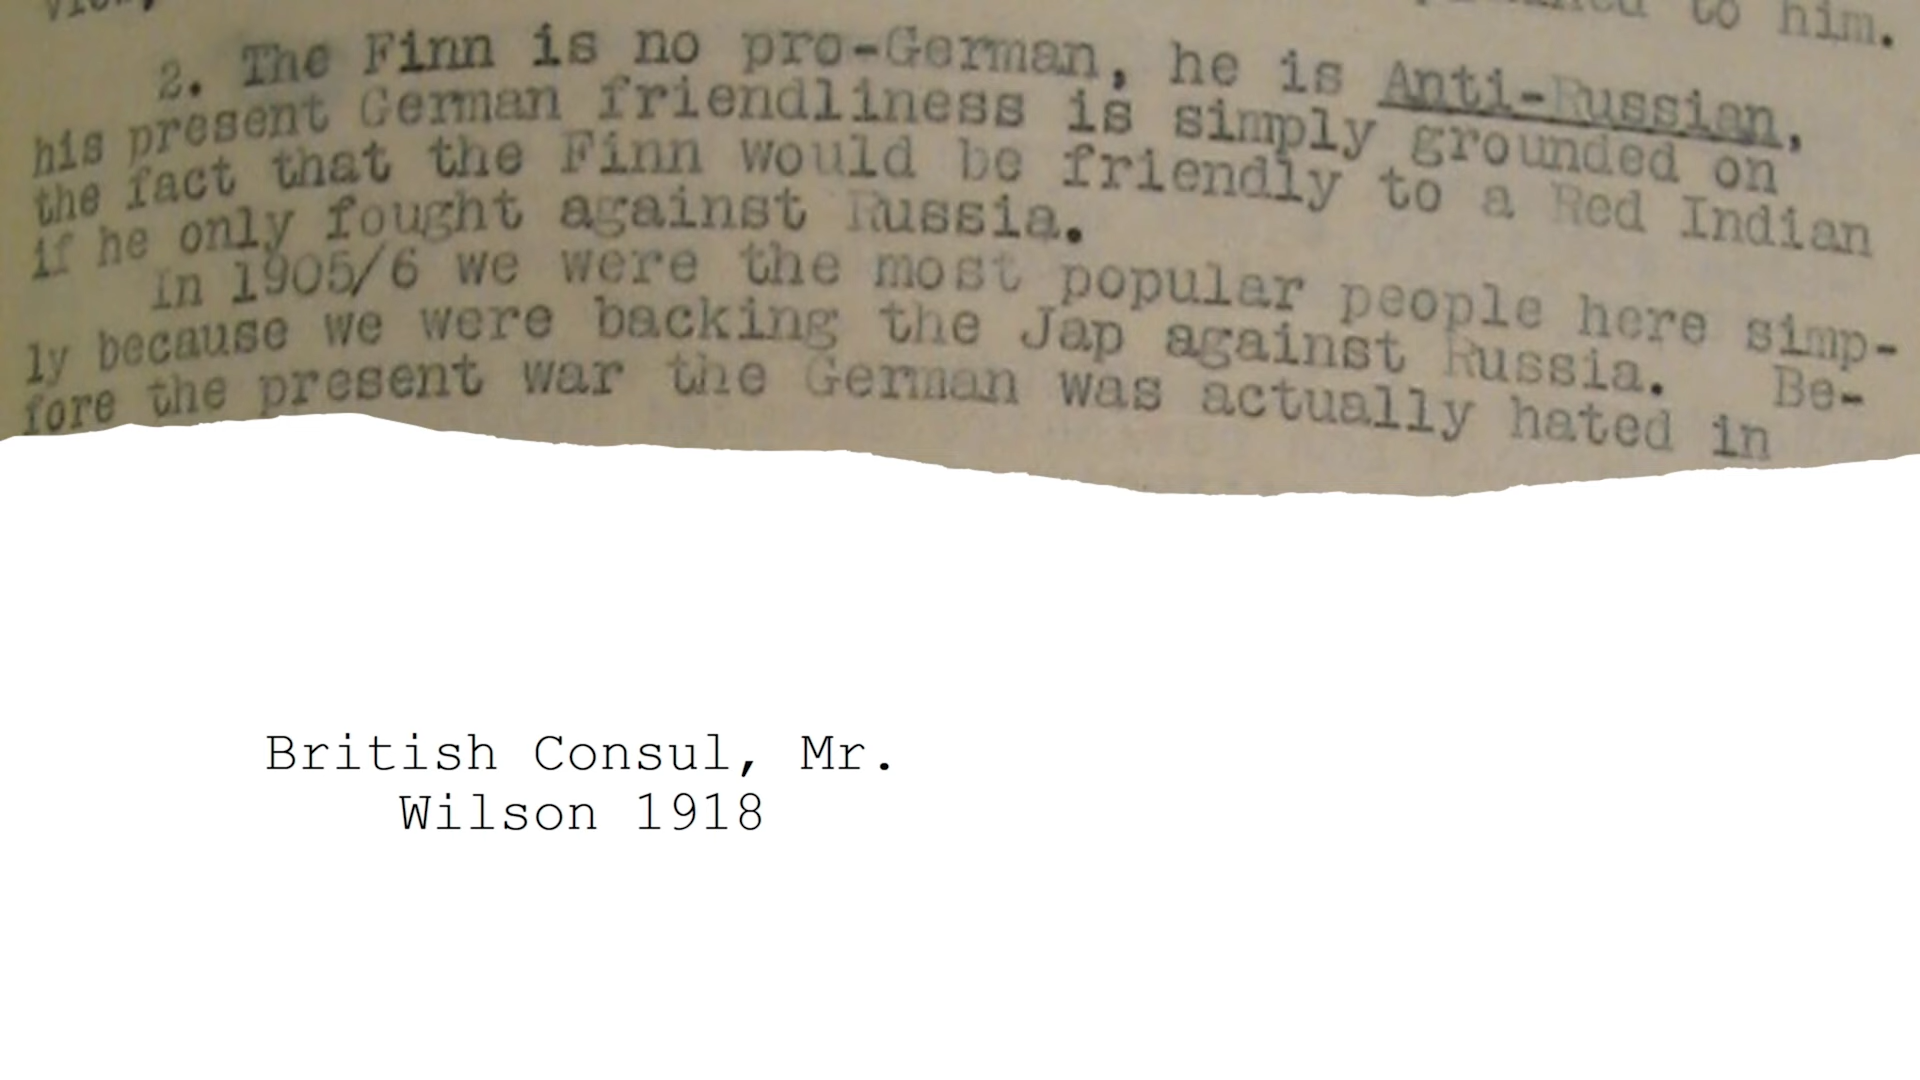 to him.
2. The Finn is no pro-German, he is Anti-Russian,
his present German friendliness is simply grounded on
the fact that the Finn would be friendly to a Red Indian
if he only fought against Russia.
In 1905/6 we were the most popular people here simp-
ly because we were backing the Jap against Russia. Be-
fore the present war the German was actually hated in
British Consul, Mr.
Wilson 1918